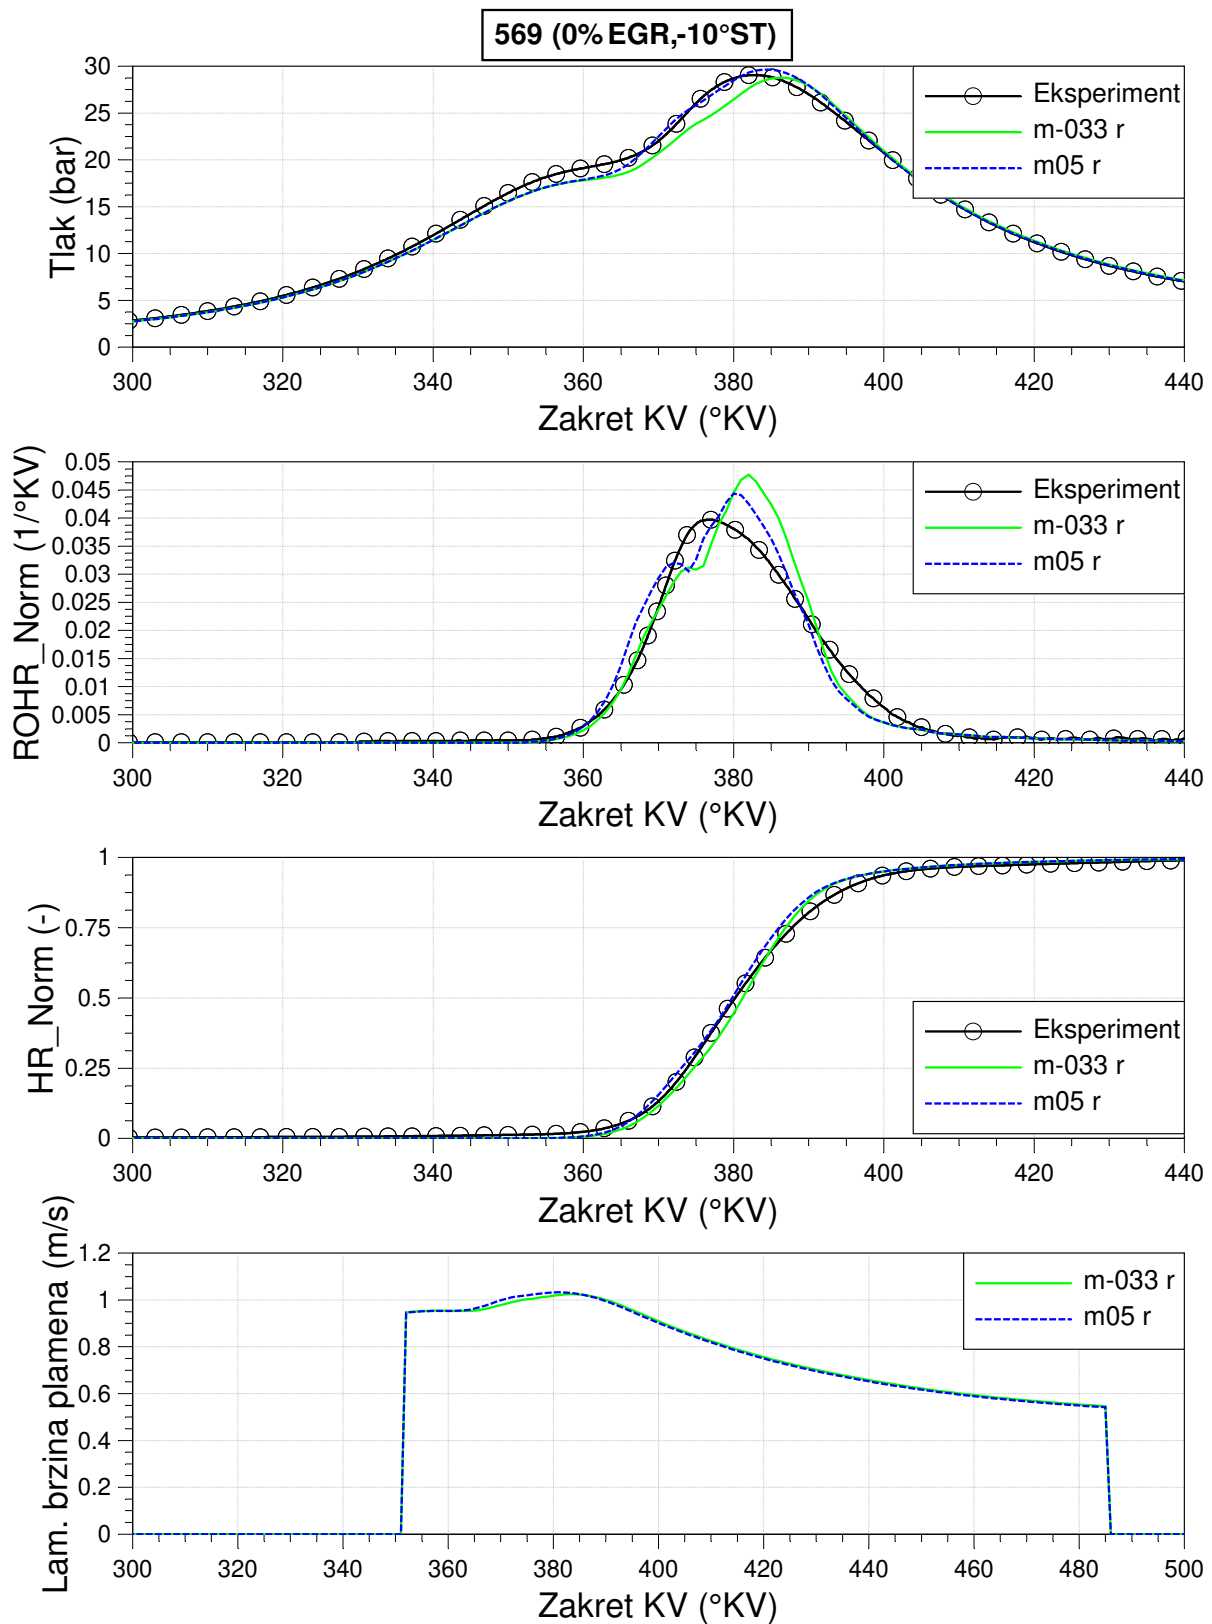 569 (0% EGR,-10°ST)
Tlak (bar)
30
25
20
15
10
5
0
Eksperiment
m-033 r
m05 r
300 320 340 360 380 400 420 440
Zakret KV (°KV)
ROHR_Norm (1/°KV)
0.05
0.045
0.04
0.035
0.03
0.025
0.02
0.015
0.01
0.005
0
Eksperiment
m-033 r
m05 r
300 320 340 360 380 400 420 440
Zakret KV (°KV)
HR_Norm (-)
1
0.75
0.5
0.25
0
Eksperiment
m-033 r
m05 r
300 320 340 360 380 400 420 440
Zakret KV (°KV)
Lam. brzina plamena (m/s)
1.2
1
0.8
0.6
0.4
0.2
0
m-033 r
m05 r
300 320 340 360 380 400 420 440 460 480 500
Zakret KV (°KV)